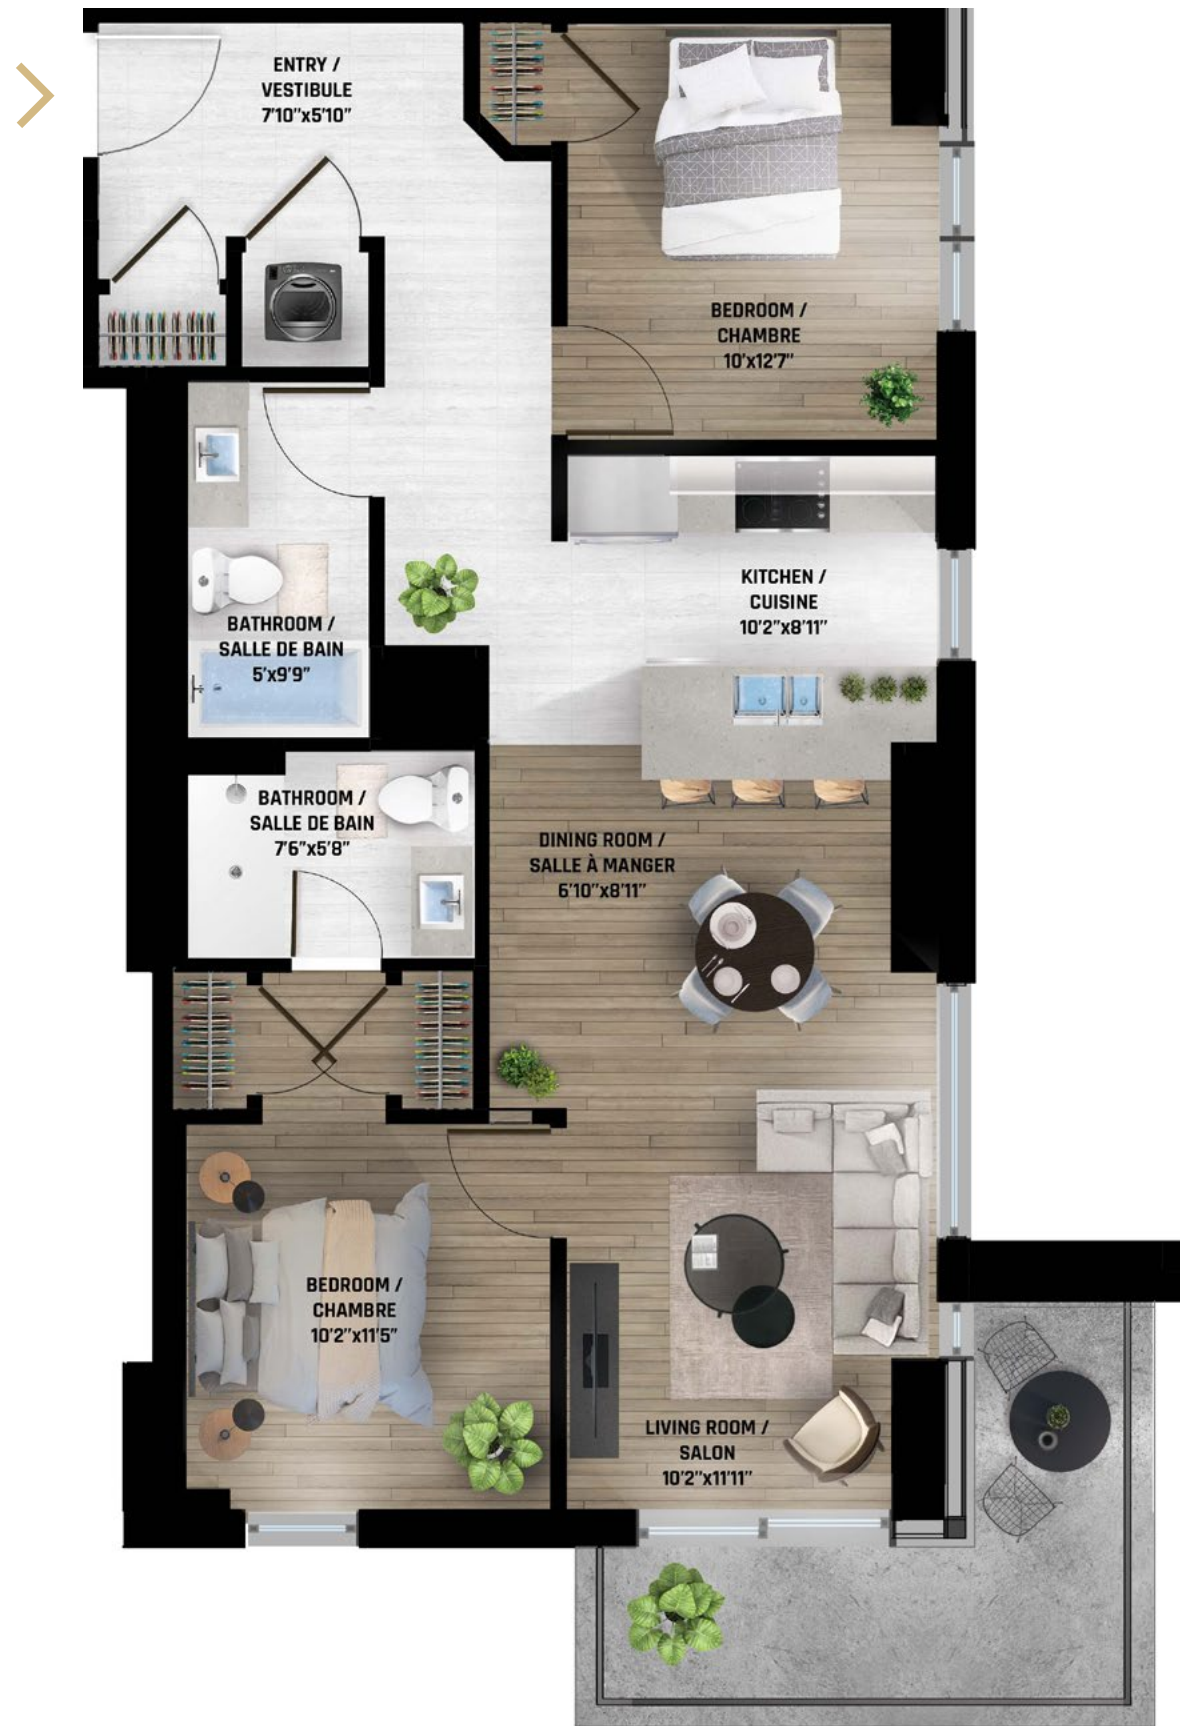 ENTRY /
VESTIBULE
7'10"x5'10"
BEDROOM /
CHAMBRE
10'x12'7"
KITCHEN /
CUISINE
10'2"x8'11"
BATHROOM /
SALLE DE BAIN
5'x9'9"
BATHROOM /
SALLE DE BAIN
7'6"x5'8"
DINING ROOM /
SALLE À MANGER
6'10"x8'11"
BEDROOM /
CHAMBRE
10'2"x11'5"
LIVING ROOM /
SALON
10'2"x11'11"